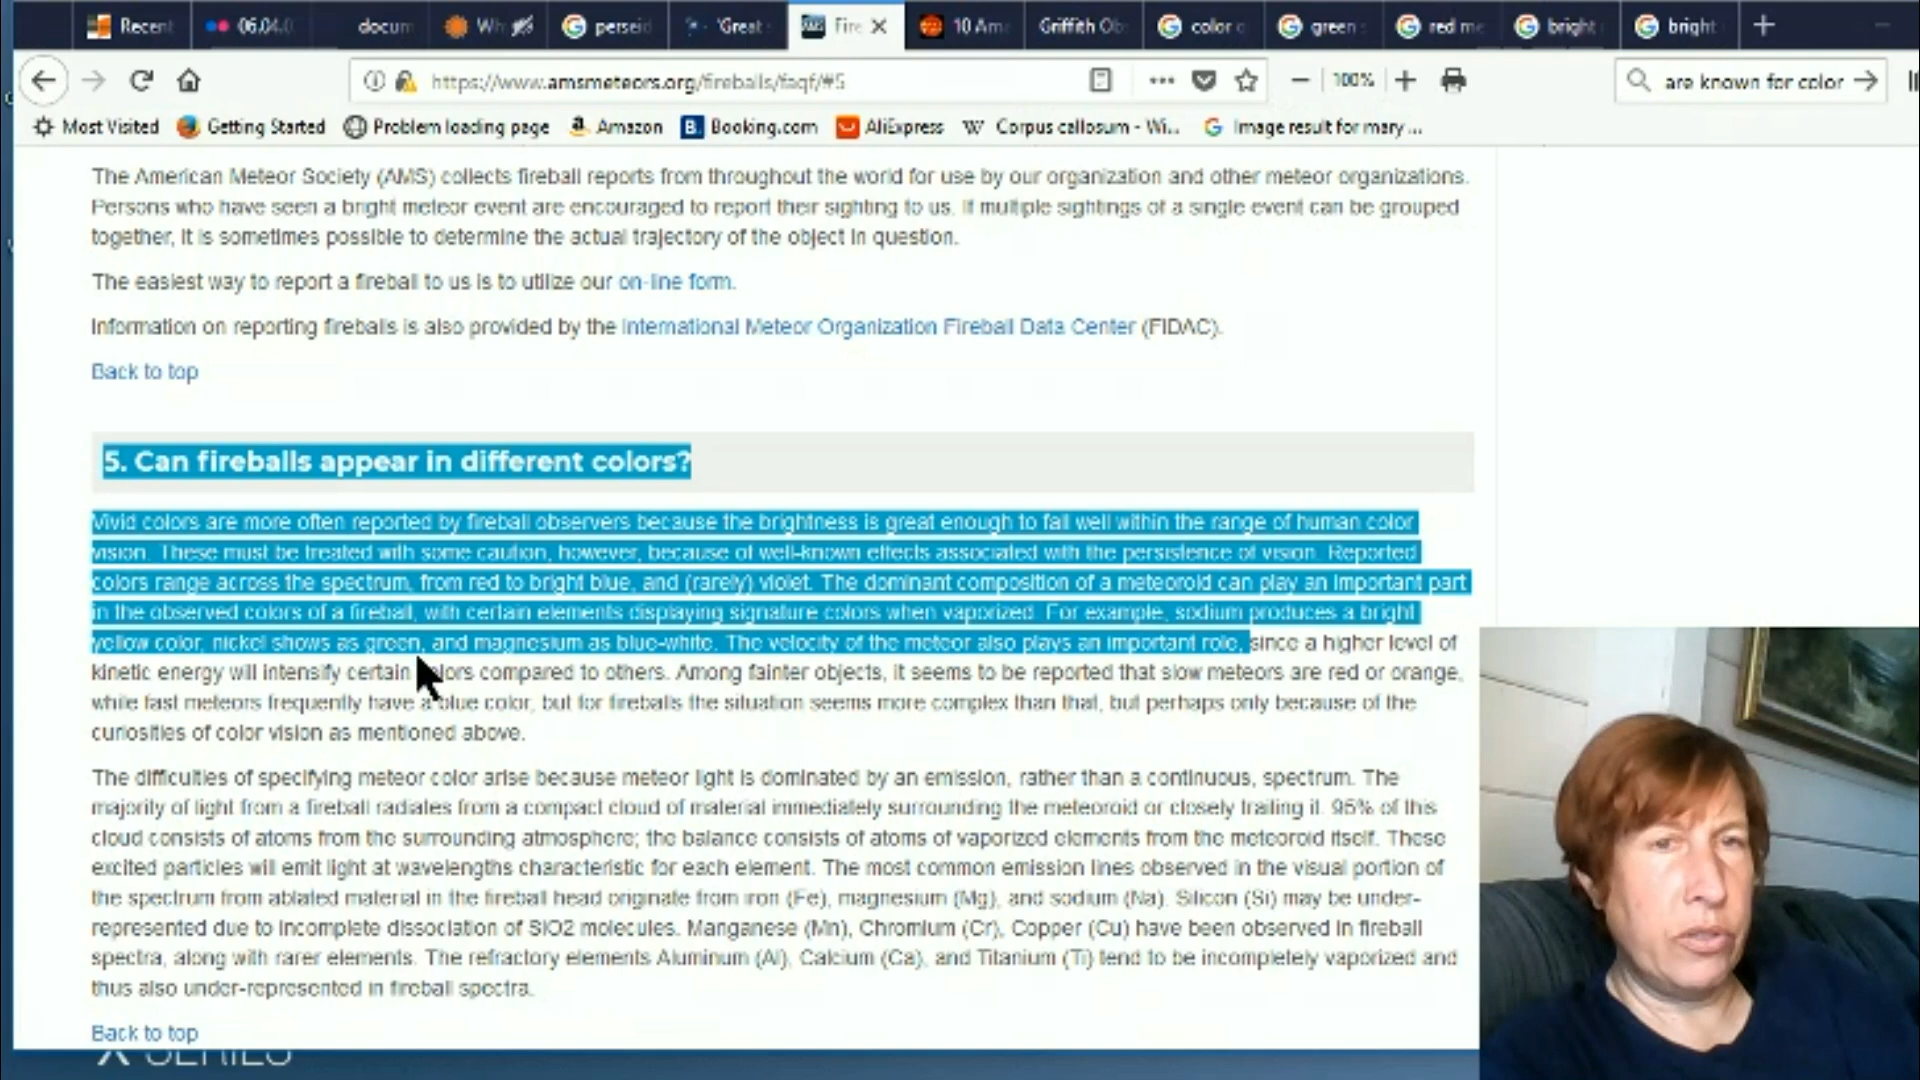 Recent
06.04.0
docum
Wh
perseid
'Great
Fire
10 Ame
Griffith Ob
color o
green
red me
bright
bright
https://www.amsmeteors.org/fireballs/faqf/#5
100%
are known for color
Most Visited
Getting Started
Problem loading page
Amazon
Booking.com
AliExpress
Corpus callosum - Wi...
Image result for mary ...
The American Meteor Society (AMS) collects fireball reports from throughout the world for use by our organization and other meteor organizations.
Persons who have seen a bright meteor event are encouraged to report their sighting to us. If multiple sightings of a single event can be grouped
together, it is sometimes possible to determine the actual trajectory of the object in question.
The easiest way to report a fireball to us is to utilize our on-line form.
Information on reporting fireballs is also provided by the International Meteor Organization Fireball Data Center (FIDAC).
Back to top
5. Can fireballs appear in different colors?
Vivid colors are more often reported by fireball observers because the brightness is great enough to fall well within the range of human color
vision. These must be treated with some caution, however, because of well-known effects associated with the persistence of vision. Reported
colors range across the spectrum, from red to bright blue, and (rarely) violet. The dominant composition of a meteoroid can play an important part
in the observed colors of a fireball, with certain elements displaying signature colors when vaporized. For example, sodium produces a bright
yellow color, nickel shows as green, and magnesium as blue-white. The velocity of the meteor also plays an important role, since a higher level of
kinetic energy will intensify certain colors compared to others. Among fainter objects, it seems to be reported that slow meteors are red or orange,
while fast meteors frequently have a blue color, but for fireballs the situation seems more complex than that, but perhaps only because of the
curiosities of color vision as mentioned above.
The difficulties of specifying meteor color arise because meteor light is dominated by an emission, rather than a continuous, spectrum. The
majority of light from a fireball radiates from a compact cloud of material immediately surrounding the meteoroid or closely trailing it. 95% of this
cloud consists of atoms from the surrounding atmosphere; the balance consists of atoms of vaporized elements from the meteoroid itself. These
excited particles will emit light at wavelengths characteristic for each element. The most common emission lines observed in the visual portion of
the spectrum from ablated material in the fireball head originate from iron (Fe), magnesium (Mg), and sodium (Na). Silicon (Si) may be under-
represented due to incomplete dissociation of SiO2 molecules. Manganese (Mn), Chromium (Cr), Copper (Cu) have been observed in fireball
spectra, along with rarer elements. The refractory elements Aluminum (Al), Calcium (Ca), and Titanium (Ti) tend to be incompletely vaporized and
thus also under-represented in fireball spectra.
Back to top
X SERIES